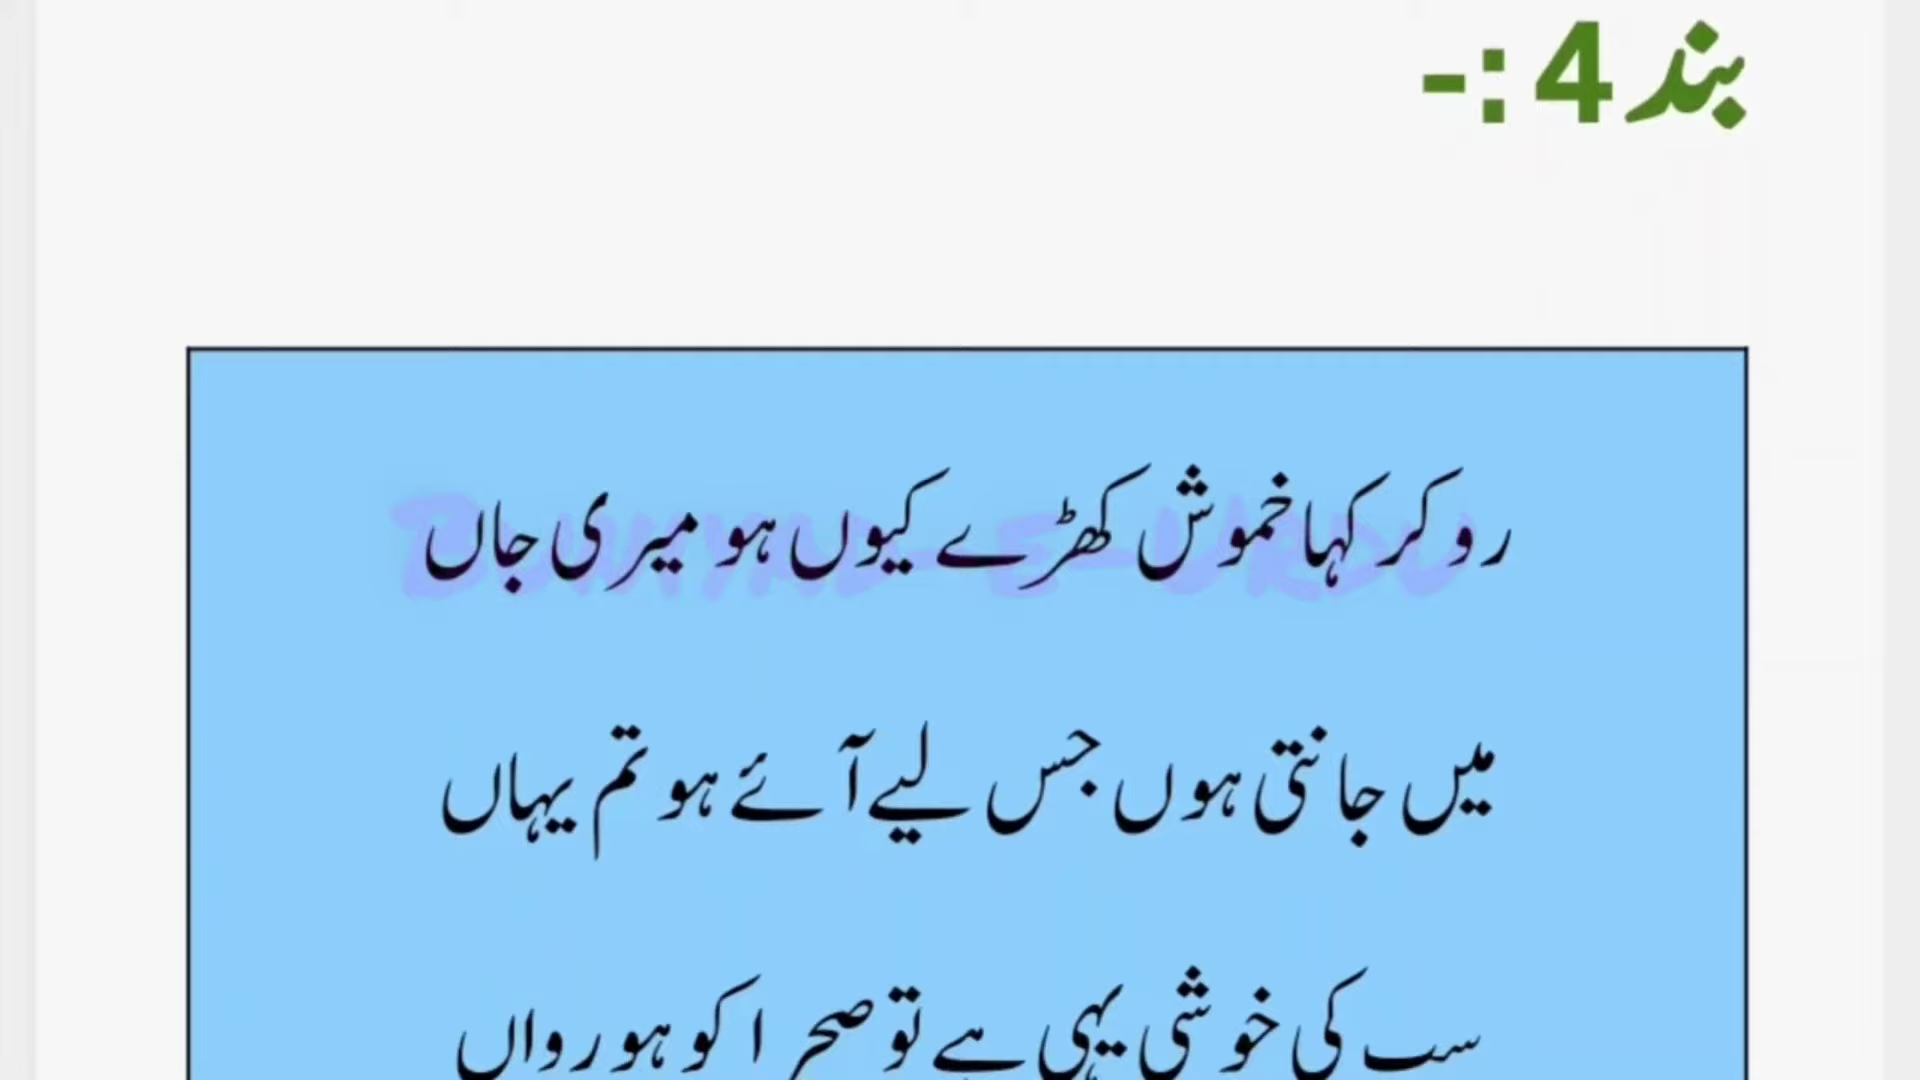 بند 4 :-
رو کر کہا خموش کھڑے کیوں ہو میری جاں
میں جانتی ہوں جس لیے آئے ہو تم یہاں
سب کی خوشی یہی ہے تو صحرا کو ہو رواں